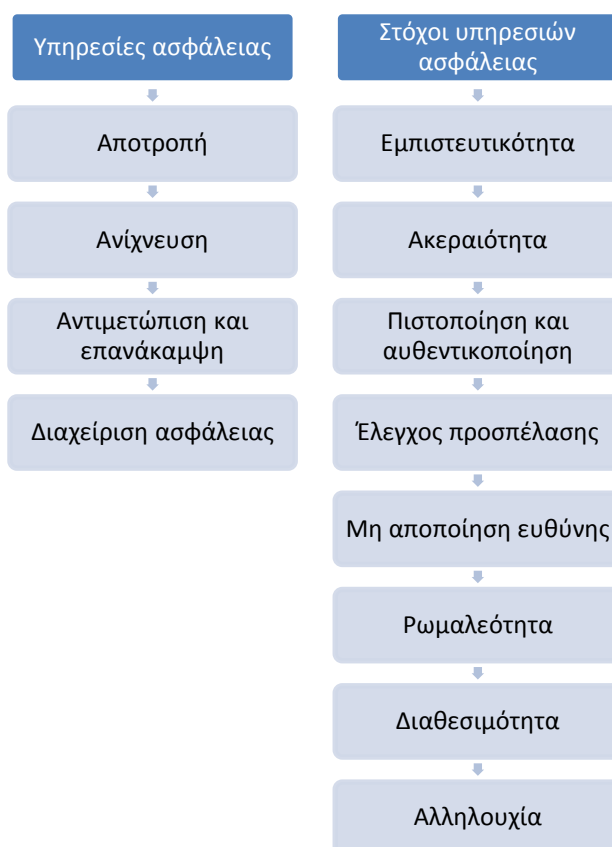 Υπηρεσίες ασφάλειας
Αποτροπή
Ανίχνευση
Αντιμετώπιση και
επανάκαμψη
Διαχείριση ασφάλειας
Στόχοι υπηρεσιών
ασφάλειας
Εμπιστευτικότητα
Ακεραιότητα
Πιστοποίηση και
αυθεντικοποίηση
Έλεγχος προσπέλασης
Μη αποποίηση ευθύνης
Ρωμαλεότητα
Διαθεσιμότητα
Αλληλουχία